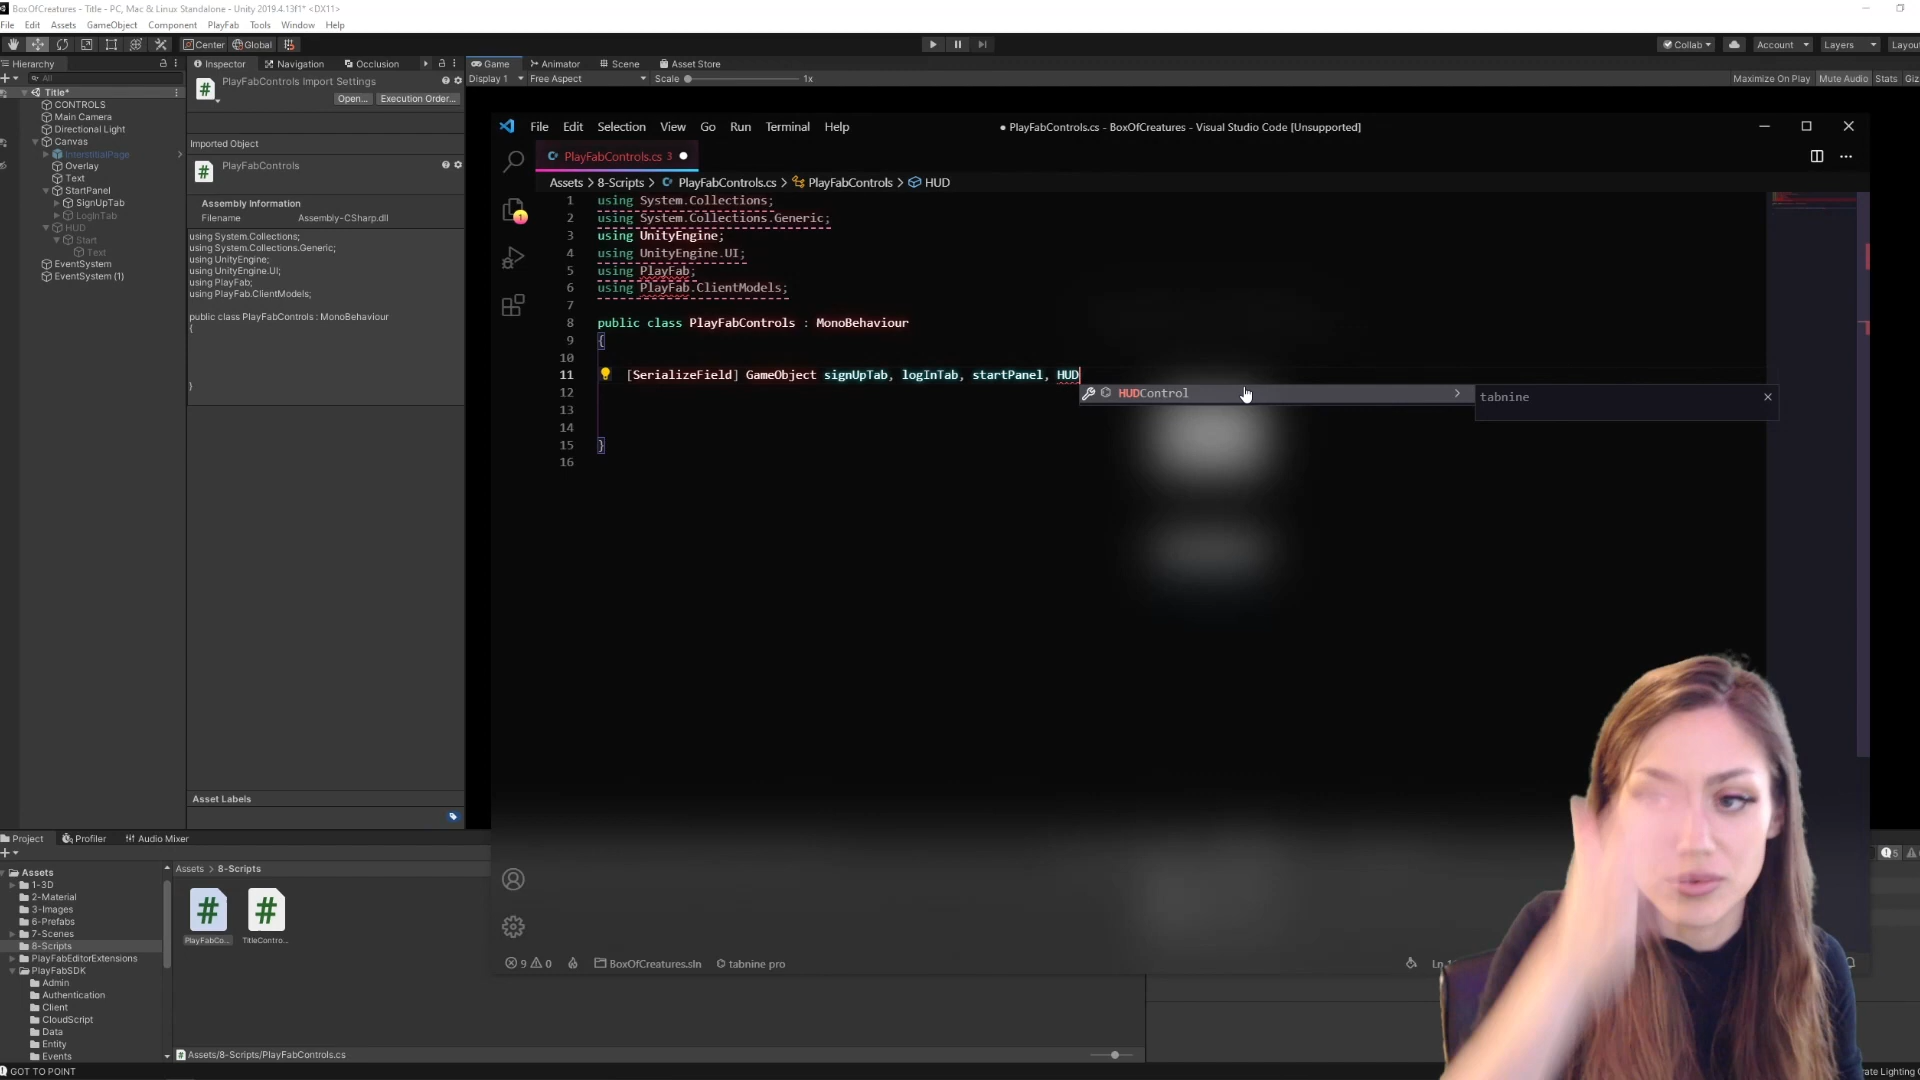 BoxOfCreatures - Title - PC, Mac & Linux Standalone - Unity 2019.4.13f1* <DX11>
File Edit Assets GameObject Component PlayFab Tools Window Help
Center Global
Collab Account Layers Layou
Hierarchy
Inspector Navigation Occlusion
Game Animator Scene Asset Store
All
Display 1 Free Aspect Scale 1x
Maximize On Play Mute Audio Stats Giz
Title*
CONTROLS
Main Camera
Directional Light
Canvas
InterstitialPage
Overlay
Text
StartPanel
SignUpTab
LogInTab
HUD
Start
Text
EventSystem
EventSystem (1)
PlayFabControls Import Settings
Open... Execution Order...
Imported Object
PlayFabControls
Assembly Information
Filename Assembly-CSharp.dll
using System.Collections;
using System.Collections.Generic;
using UnityEngine;
using UnityEngine.UI;
using PlayFab;
using PlayFab.ClientModels;
public class PlayFabControls : MonoBehaviour
{
}
Asset Labels
File Edit Selection View Go Run Terminal Help
● PlayFabControls.cs - BoxOfCreatures - Visual Studio Code [Unsupported]
PlayFabControls.cs 3 ●
Assets > 8-Scripts > PlayFabControls.cs > PlayFabControls > HUD
1
1 using System.Collections;
2 using System.Collections.Generic;
3 using UnityEngine;
4 using UnityEngine.UI;
5 using PlayFab;
6 using PlayFab.ClientModels;
7
8 public class PlayFabControls : MonoBehaviour
9 {
10
11 [SerializeField] GameObject signUpTab, logInTab, startPanel, HUD
HUDControl
tabnine
12
13
14
15 }
16
9 0 BoxOfCreatures.sln tabnine pro
Project Profiler Audio Mixer
Assets > 8-Scripts
Assets
1-3D
2-Material
3-Images
6-Prefabs
7-Scenes
8-Scripts
PlayFabEditorExtensions
PlayFabSDK
Admin
Authentication
Client
CloudScript
Data
Entity
Events
PlayFabCo... TitleContro...
Assets/8-Scripts/PlayFabControls.cs
5
GOT TO POINT
rate Lighting